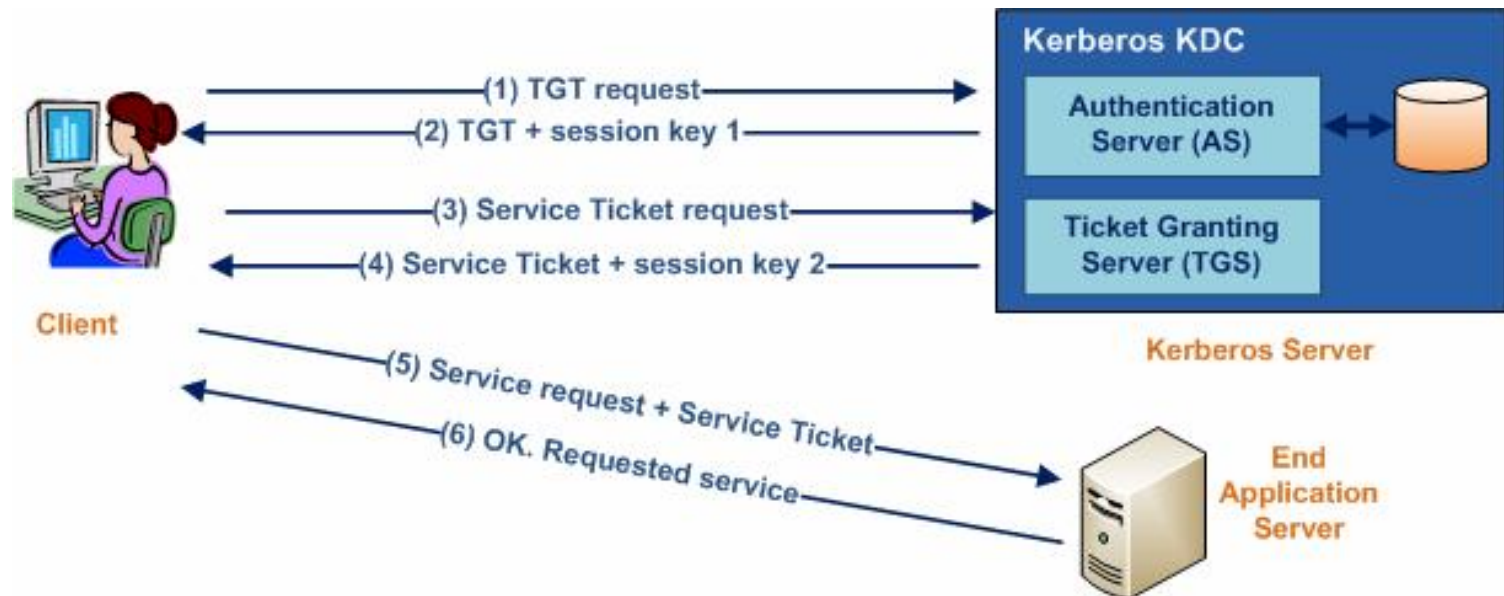 Kerberos KDC
(1) TGT request
Authentication
Server (AS)
(2) TGT + session key 1
(3) Service Ticket request
Ticket Granting
Server (TGS)
(4) Service Ticket + session key 2
Client
Kerberos Server
(5) Service request + Service Ticket
(6) OK. Requested service
End
Application
Server